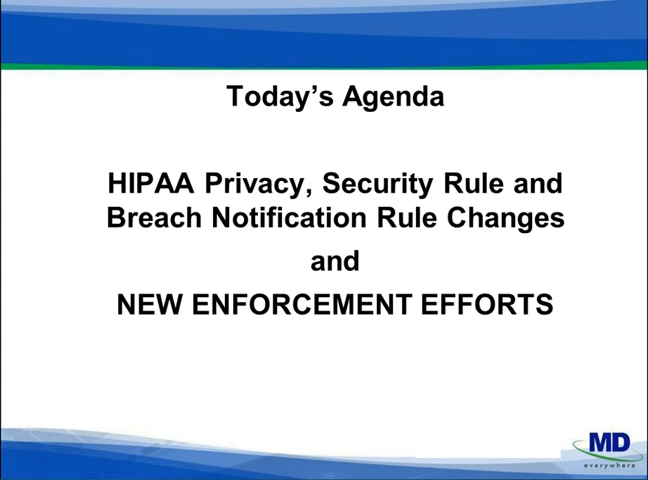 Today's Agenda
HIPAA Privacy, Security Rule and
Breach Notification Rule Changes
and
NEW ENFORCEMENT EFFORTS
MD
everywhere